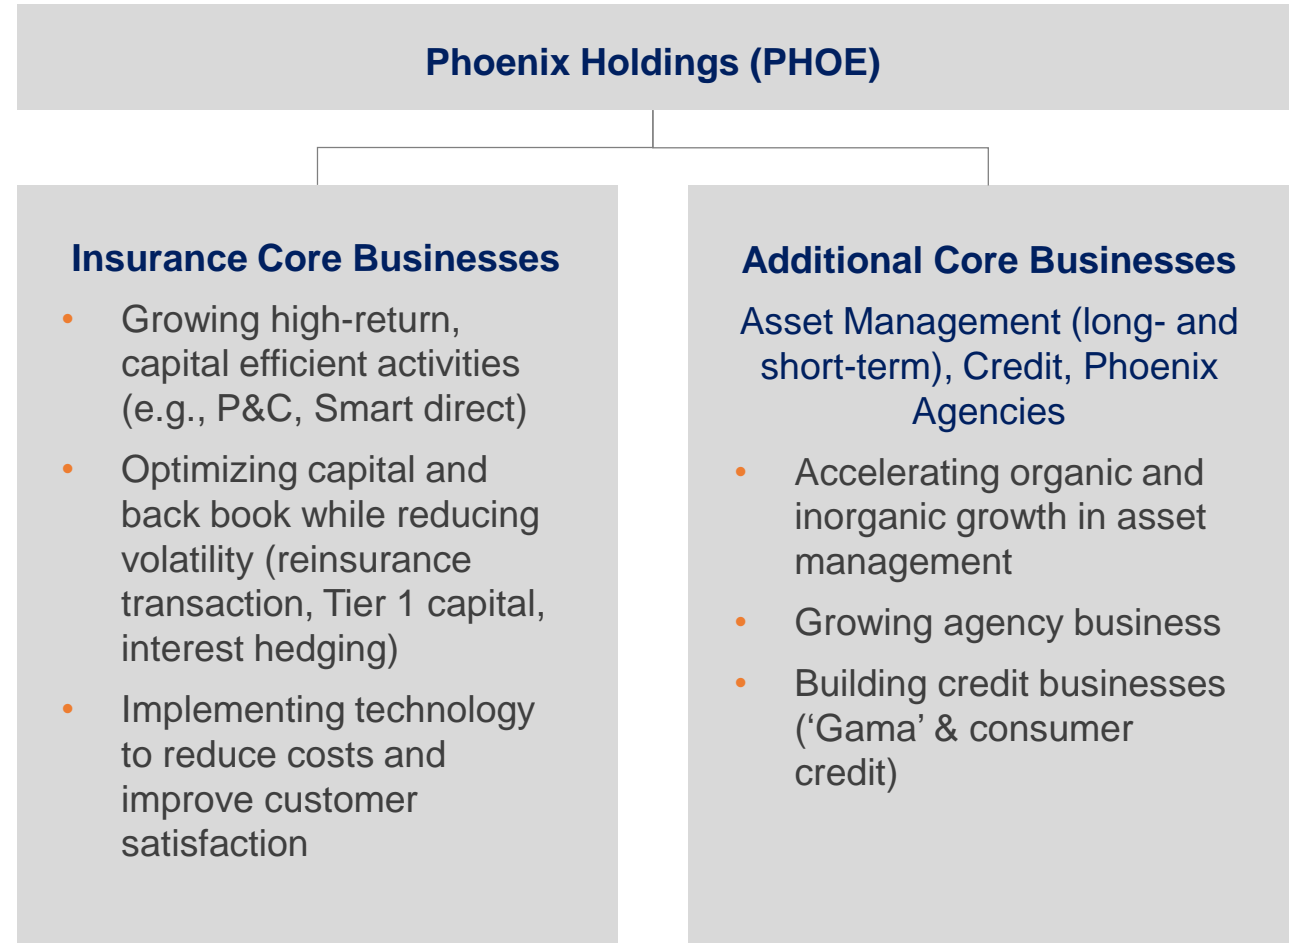 Phoenix Holdings (PHOE)
Insurance Core Businesses
• Growing high-return,
capital efficient activities
(e.g., P&C, Smart direct)
• Optimizing capital and
back book while reducing
volatility (reinsurance
transaction, Tier 1 capital,
interest hedging)
• Implementing technology
to reduce costs and
improve customer
satisfaction
Additional Core Businesses
Asset Management (long- and
short-term), Credit, Phoenix
Agencies
• Accelerating organic and
inorganic growth in asset
management
• Growing agency business
• Building credit businesses
(‘Gama’ & consumer
credit)